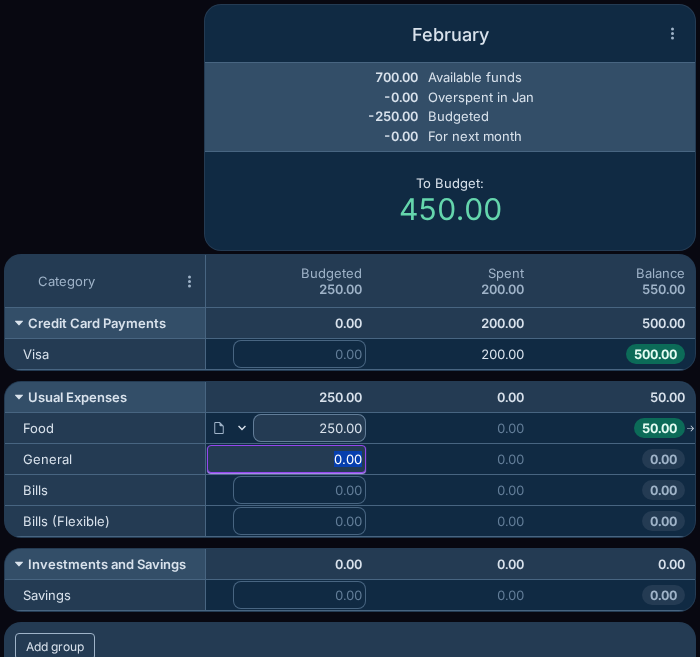 February
700.00 Available funds
-0.00 Overspent in Jan
-250.00 Budgeted
-0.00 For next month
To Budget:
450.00
Category Budgeted Spent Balance
250.00 200.00 550.00
Credit Card Payments 0.00 200.00 500.00
Visa 0.00 200.00 500.00
Usual Expenses 250.00 0.00 50.00
Food 250.00 0.00 50.00
General 0.00 0.00 0.00
Bills 0.00 0.00 0.00
Bills (Flexible) 0.00 0.00 0.00
Investments and Savings 0.00 0.00 0.00
Savings 0.00 0.00 0.00
Add group